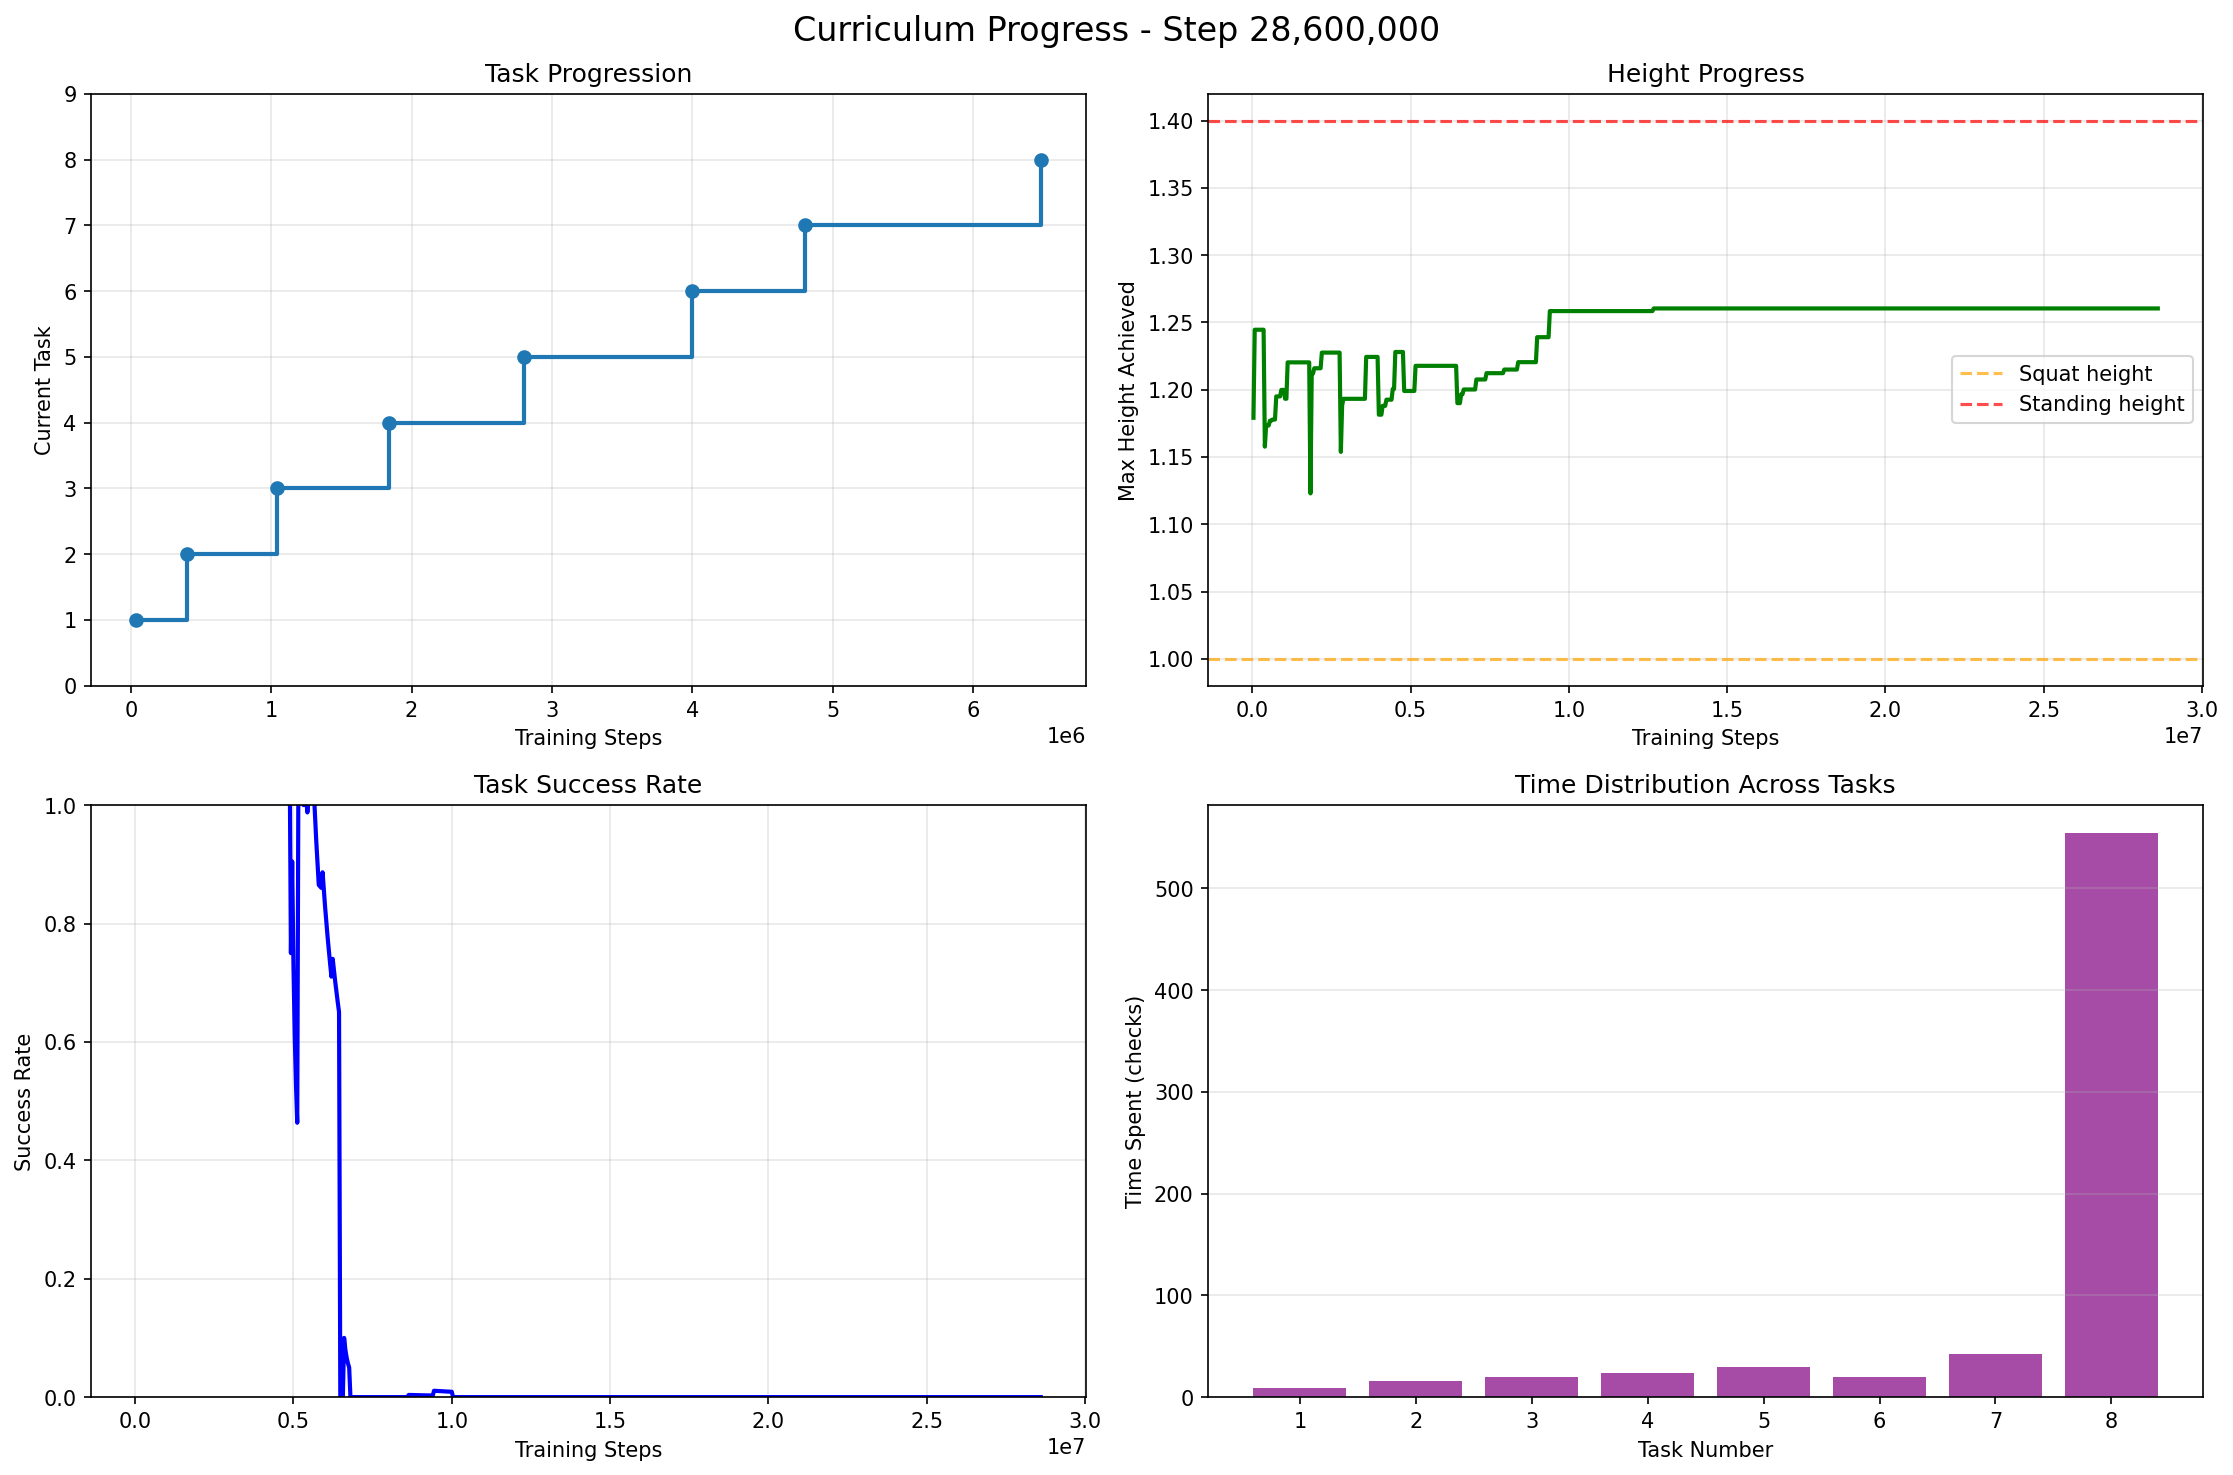 Curriculum Progress - Step 28,600,000
Task Progression
9
8
7
6
5
4
3
2
1
0
Current Task
0 1 2 3 4 5 6
1e6
Training Steps
Height Progress
1.40
1.35
1.30
1.25
1.20
1.15
1.10
1.05
1.00
Max Height Achieved
Squat height
Standing height
0.0 0.5 1.0 1.5 2.0 2.5 3.0
1e7
Training Steps
Task Success Rate
1.0
0.8
0.6
0.4
0.2
0.0
Success Rate
0.0 0.5 1.0 1.5 2.0 2.5 3.0
1e7
Training Steps
Time Distribution Across Tasks
500
400
300
200
100
0
Time Spent (checks)
1 2 3 4 5 6 7 8
Task Number